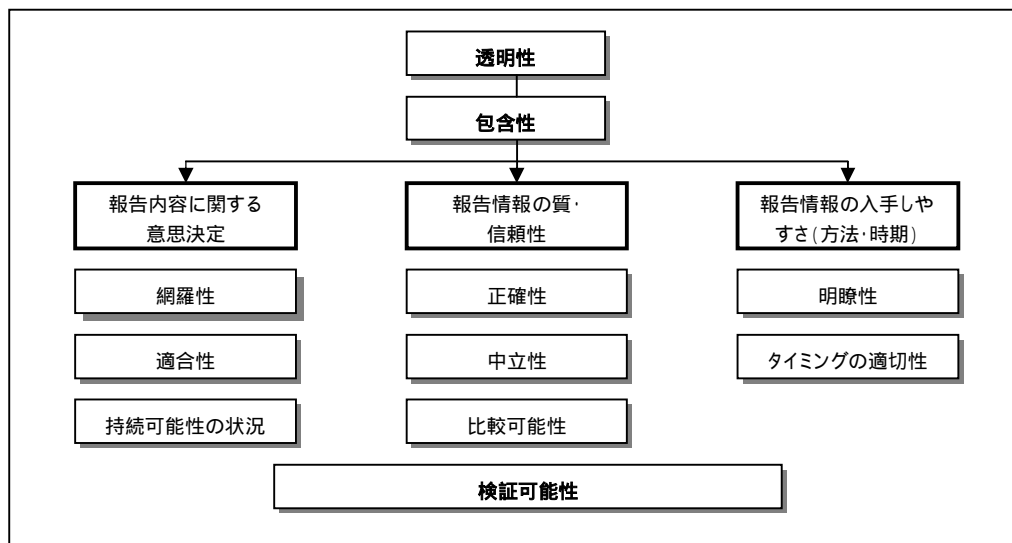 透明性
包含性
報告内容に関する
意思決定
報告情報の質･
信頼性
報告情報の入手しや
すさ(方法･時期)
網羅性
正確性
明瞭性
適合性
中立性
タイミングの適切性
持続可能性の状況
比較可能性
検証可能性